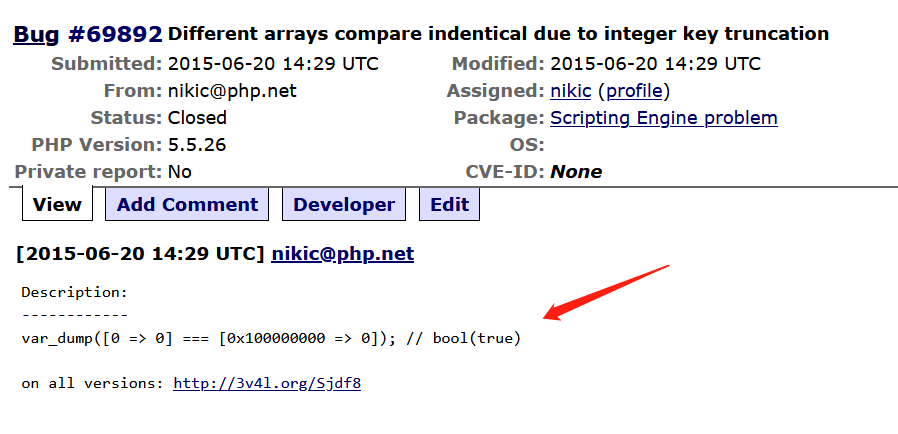 Bug #69892 Different arrays compare indentical due to integer key truncation
Submitted: 2015-06-20 14:29 UTC Modified: 2015-06-20 14:29 UTC
From: nikic@php.net Assigned: nikic (profile)
Status: Closed Package: Scripting Engine problem
PHP Version: 5.5.26 OS:
Private report: No CVE-ID: None
View Add Comment Developer Edit
[2015-06-20 14:29 UTC] nikic@php.net
Description:
------------
var_dump([0 => 0] === [0x100000000 => 0]); // bool(true)
on all versions: http://3v4l.org/Sjdf8